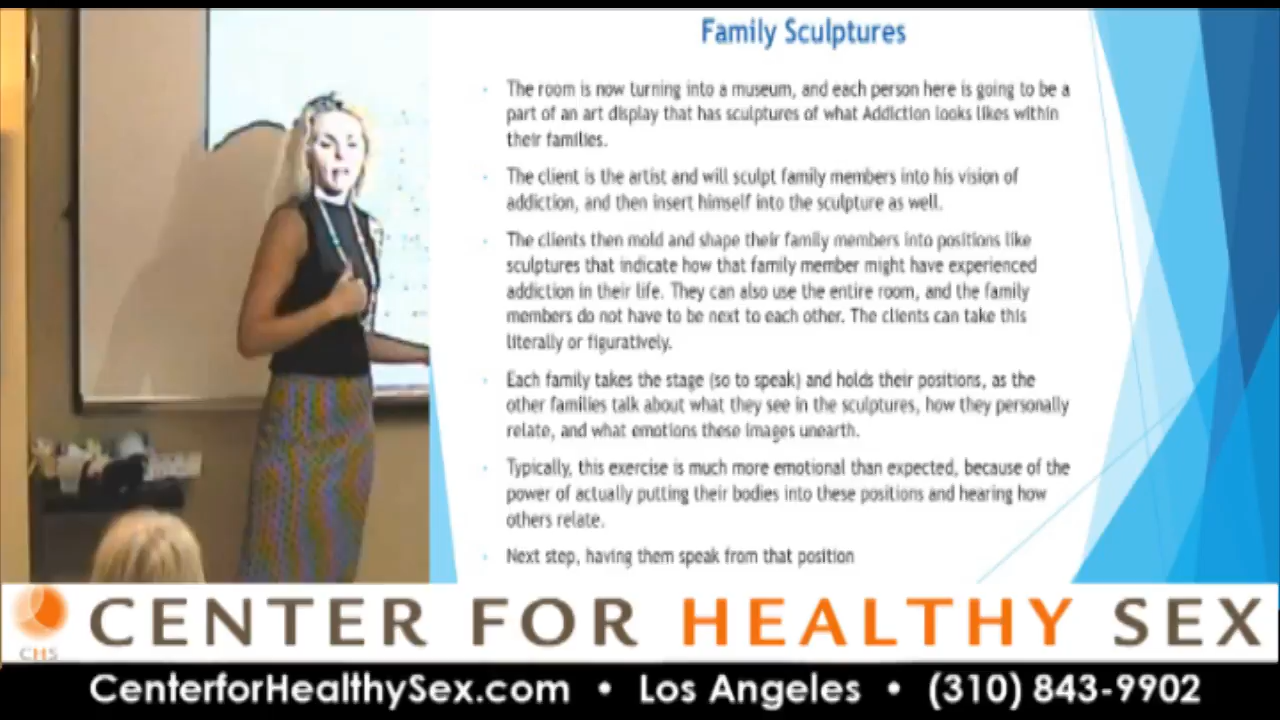 Family Sculptures
The room is now turning into a museum, and each person here is going to be a
part of an art display that has sculptures of what Addiction looks likes within
their families.
The client is the artist and will sculpt family members into his vision of
addiction, and then insert himself into the sculpture as well.
The clients then mold and shape their family members into positions like
sculptures that indicate how that family member might have experienced
addiction in their life. They can also use the entire room, and the family
members do not have to be next to each other. The clients can take this
literally or figuratively.
Each family takes the stage (so to speak) and holds their positions, as the
other families talk about what they see in the sculptures, how they personally
relate, and what emotions these images unearth.
Typically, this exercise is much more emotional than expected, because of the
power of actually putting their bodies into these positions and hearing how
others relate.
Next step, having them speak from that position
CENTER FOR HEALTHY SEX
CHS
CenterforHealthySex.com • Los Angeles • (310) 843-9902